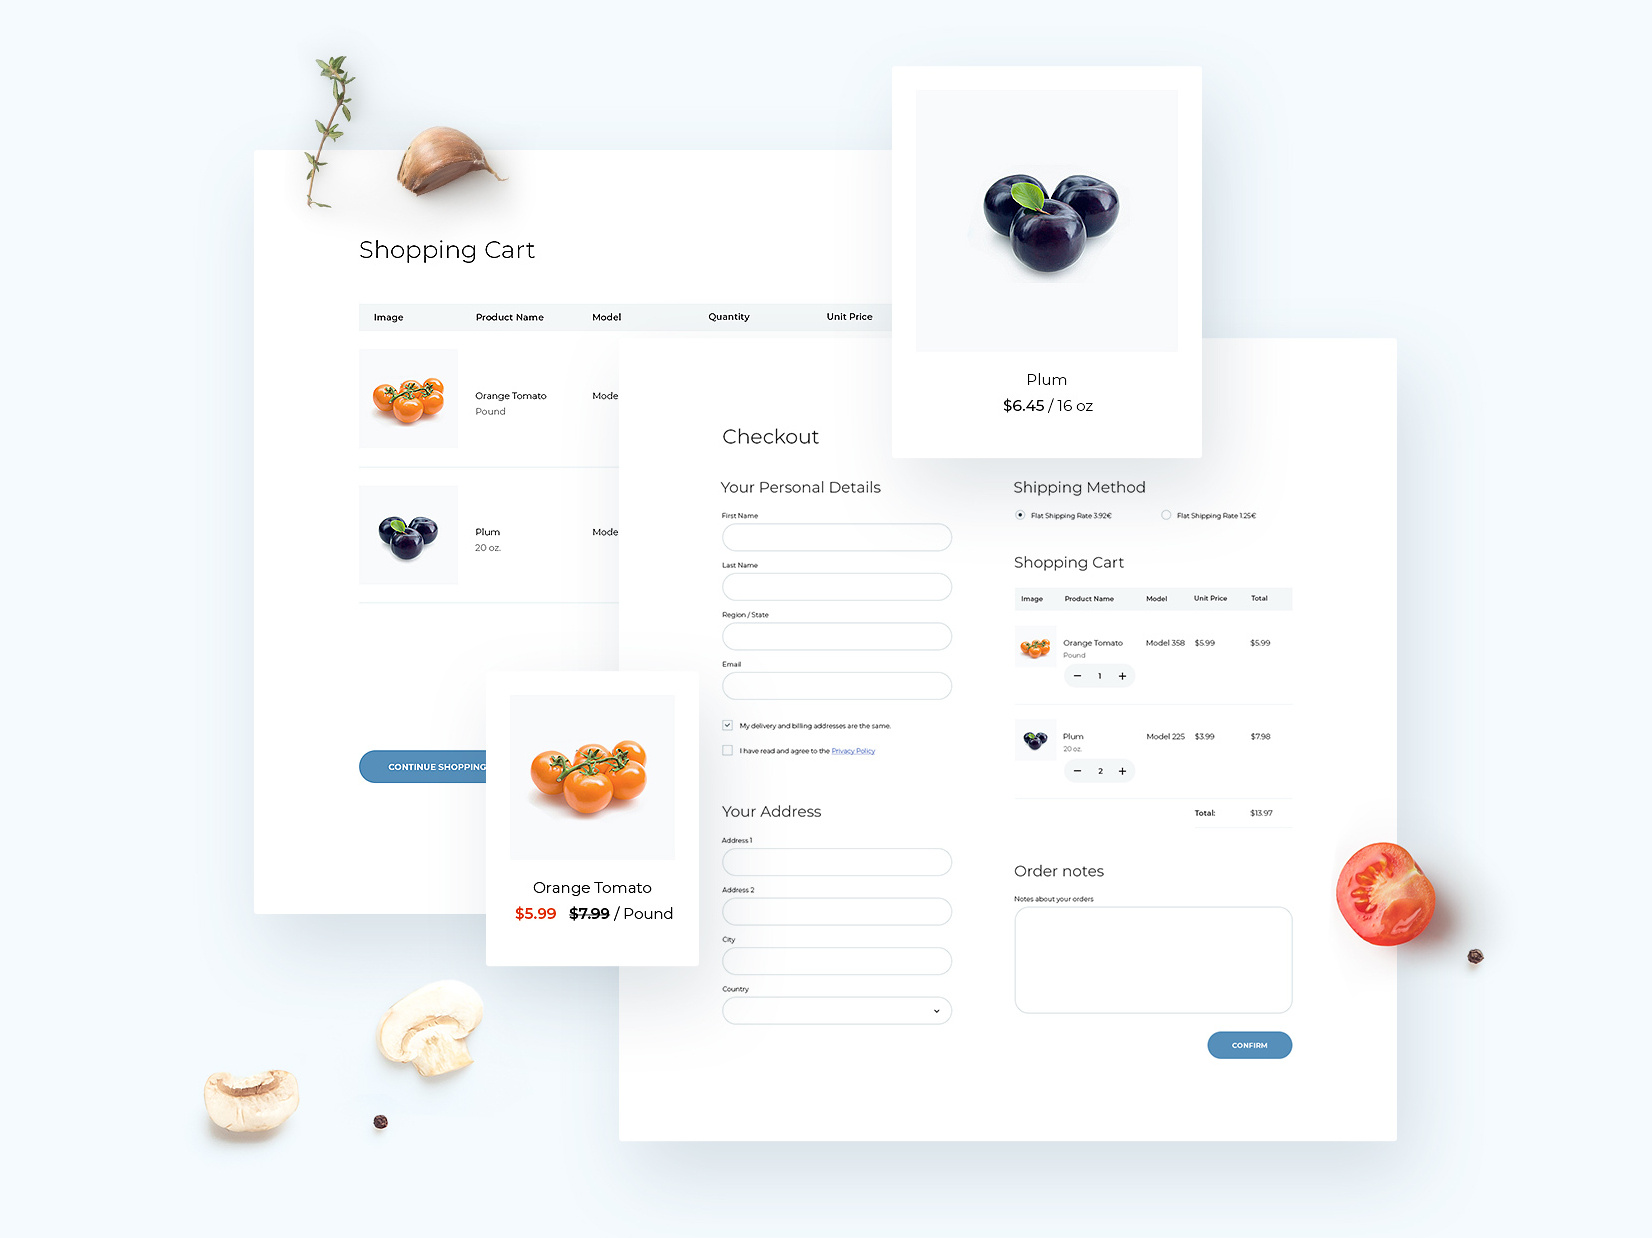 Shopping Cart
Image Product Name Model Quantity Unit Price
Orange Tomato Mode
Pound
Plum Mode
20 oz.
CONTINUE SHOPPING
Plum
$6.45 / 16 oz
Orange Tomato
$5.99 $7.99 / Pound
Checkout
Your Personal Details
First Name
Last Name
Region / State
Email
My delivery and billing addresses are the same.
I have read and agree to the Privacy Policy
Your Address
Address 1
Address 2
City
Country
Shipping Method
Flat Shipping Rate 3.92€ Flat Shipping Rate 1.25€
Shopping Cart
Image Product Name Model Unit Price Total
Orange Tomato Model 358 $5.99 $5.99
Pound
− 1 +
Plum Model 225 $3.99 $7.98
20 oz.
− 2 +
Total: $13.97
Order notes
Notes about your orders
CONFIRM